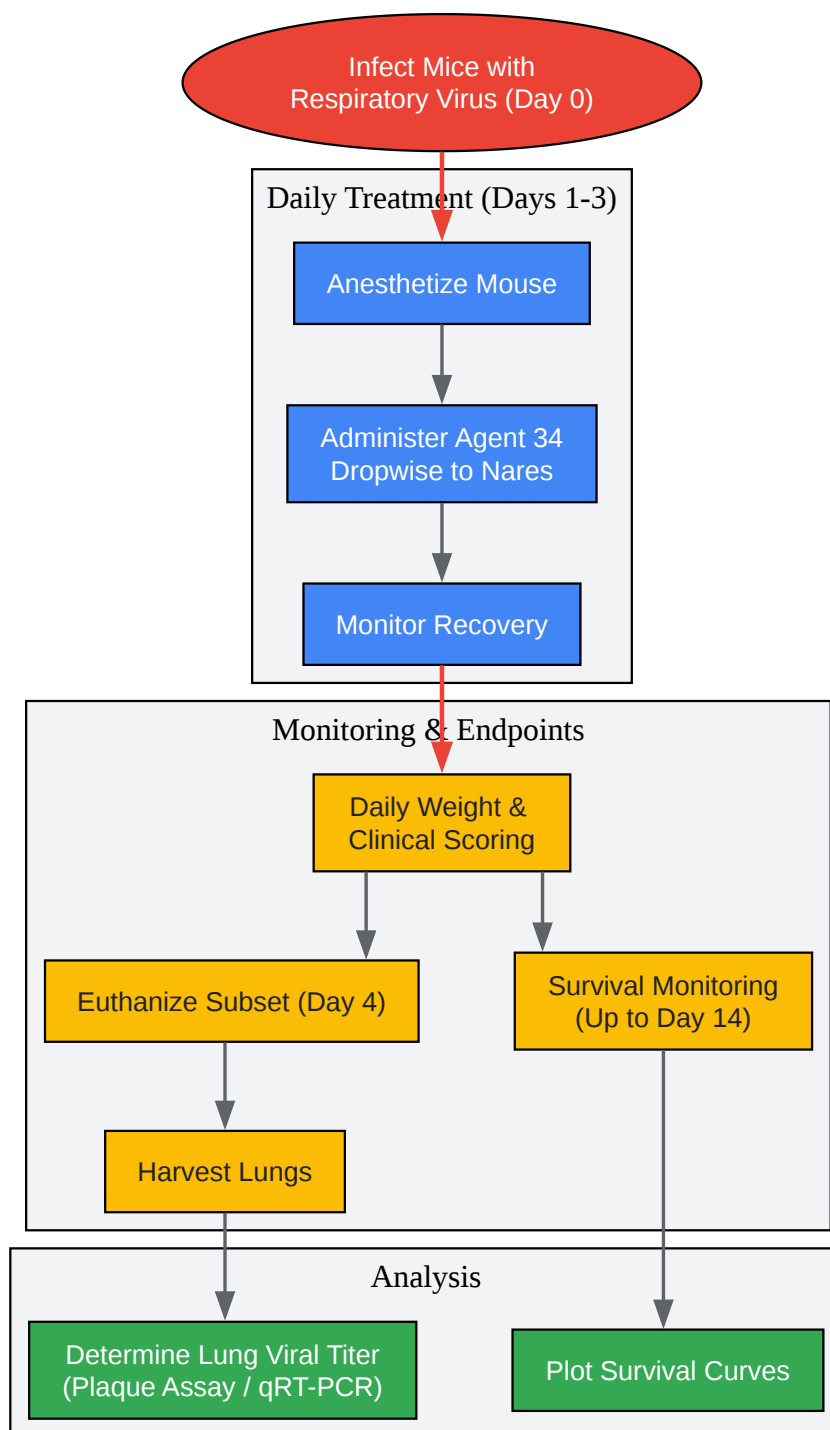 Infect Mice with
Respiratory Virus (Day 0)
Daily Treatment (Days 1-3)
Anesthetize Mouse
Administer Agent 34
Dropwise to Nares
Monitor Recovery
Monitoring & Endpoints
Daily Weight &
Clinical Scoring
Euthanize Subset (Day 4)
Survival Monitoring
(Up to Day 14)
Harvest Lungs
Analysis
Determine Lung Viral Titer
(Plaque Assay / qRT-PCR)
Plot Survival Curves